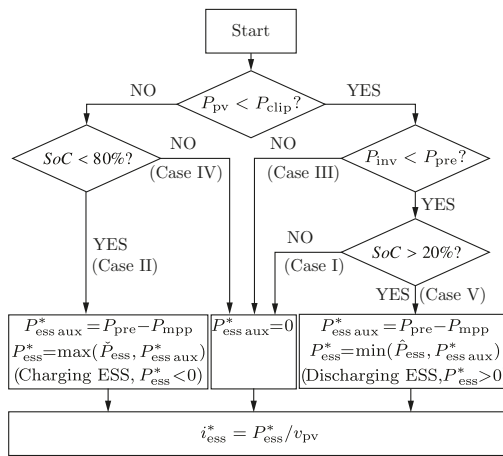 Start
NO
YES
P_pv < P_clip?
NO
SoC < 80%?
(Case IV)
NO
(Case III)
P_inv < P_pre?
YES
YES
(Case II)
NO
(Case I)
SoC > 20%?
YES (Case V)
P*_ess aux = P_pre − P_mpp
P*_ess = max(P̌_ess, P*_ess aux)
(Charging ESS, P*_ess < 0)
P*_ess aux = 0
P*_ess aux = P_pre − P_mpp
P*_ess = min(P̂_ess, P*_ess aux)
(Discharging ESS, P*_ess > 0
i*_ess = P*_ess / v_pv